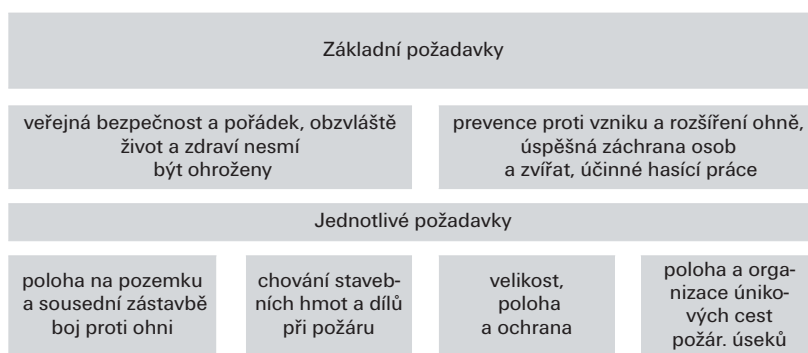 Základní požadavky
veřejná bezpečnost a pořádek, obzvláště
život a zdraví nesmí
být ohroženy
prevence proti vzniku a rozšíření ohně,
úspěšná záchrana osob
a zvířat, účinné hasící práce
Jednotlivé požadavky
poloha na pozemku
a sousední zástavbě
boj proti ohni
chování staveb-
ních hmot a dílů
při požáru
velikost,
poloha
a ochrana
poloha a orga-
nizace úniko-
vých cest
požár. úseků